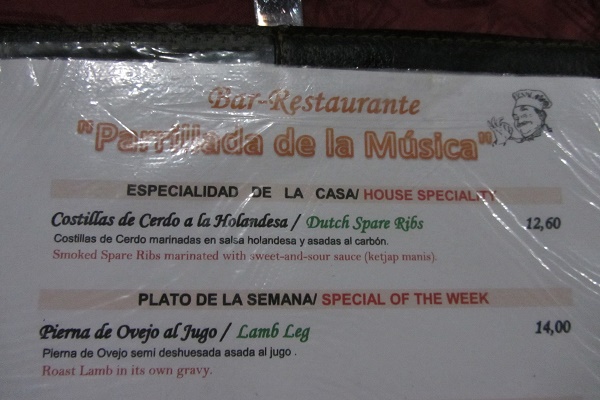 Bar-Restaurante
"Parrillada de la Música"
ESPECIALIDAD DE LA CASA/ HOUSE SPECIALITY
Costillas de Cerdo a la Holandesa / Dutch Spare Ribs 12,60
Costillas de Cerdo marinadas en salsa holandesa y asadas al carbón.
Smoked Spare Ribs marinated with sweet-and-sour sauce (ketjap manis).
PLATO DE LA SEMANA/ SPECIAL OF THE WEEK
Pierna de Ovejo al Jugo / Lamb Leg 14,00
Pierna de Ovejo semi deshuesada asada al jugo .
Roast Lamb in its own gravy.